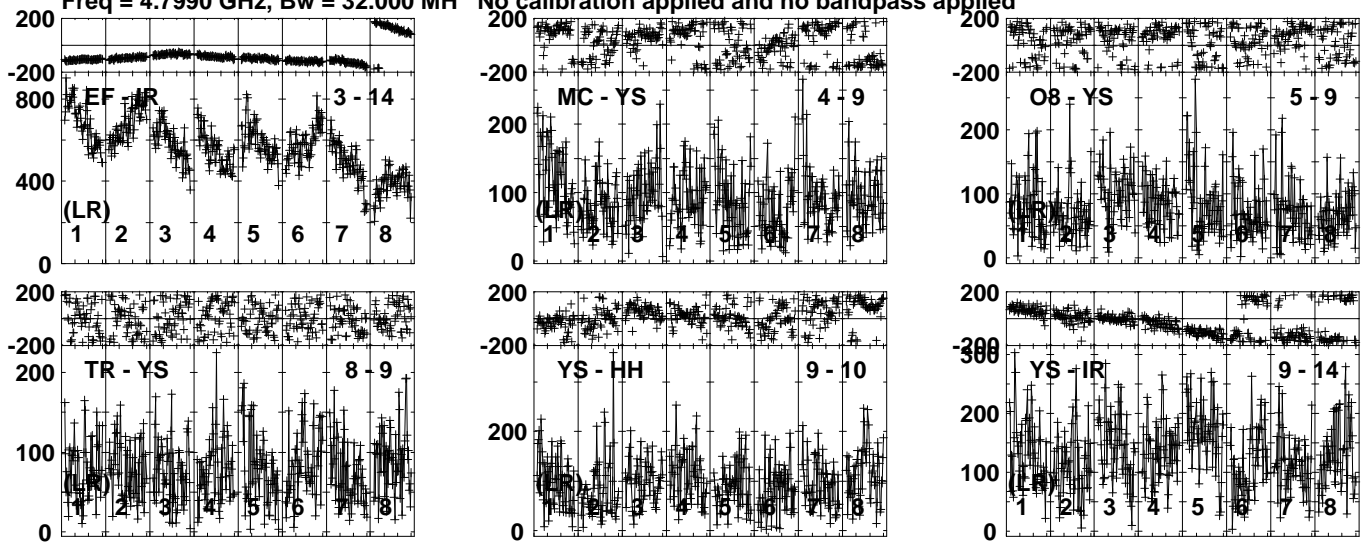 Freq = 4.7990 GHz, Bw = 32.000 MH No calibration applied and no bandpass applied
200
-200
EF - IR 3 - 14
800
400
(LR)
1 2 3 4 5 6 7 8
0
200
-200
MC - YS 4 - 9
200
100
(LR)
1 2 3 4 5 6 7 8
0
200
-200
O8 - YS 5 - 9
200
100
(LR)
1 2 3 4 5 6 7 8
0
200
-200
TR - YS 8 - 9
200
100
(LR)
1 2 3 4 5 6 7 8
0
200
-200
YS - HH 9 - 10
200
(LR)
1 2 3 4 5 6 7 8
0
200
-200
300
YS - IR 9 - 14
200
100
(LR)
1 2 3 4 5 6 7 8
0